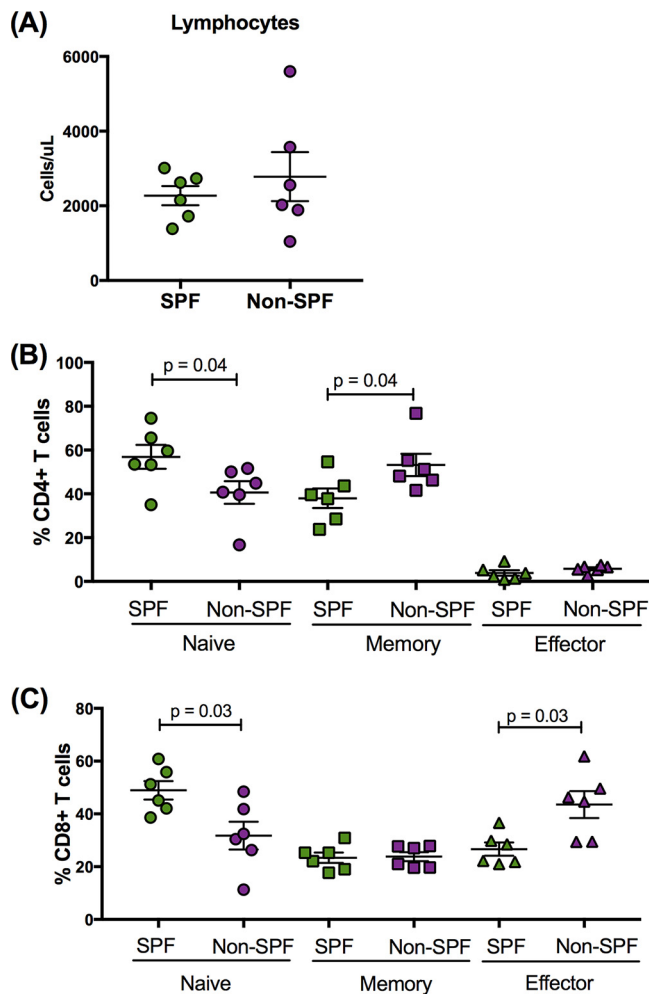 (A)
Lymphocytes
6000
4000
2000
0
Cells/uL
SPF Non-SPF
(B)
100
80
60
40
20
0
% CD4+ T cells
p = 0.04 p = 0.04
SPF Non-SPF SPF Non-SPF SPF Non-SPF
Naive Memory Effector
(C)
80
60
40
20
0
% CD8+ T cells
p = 0.03 p = 0.03
SPF Non-SPF SPF Non-SPF SPF Non-SPF
Naive Memory Effector